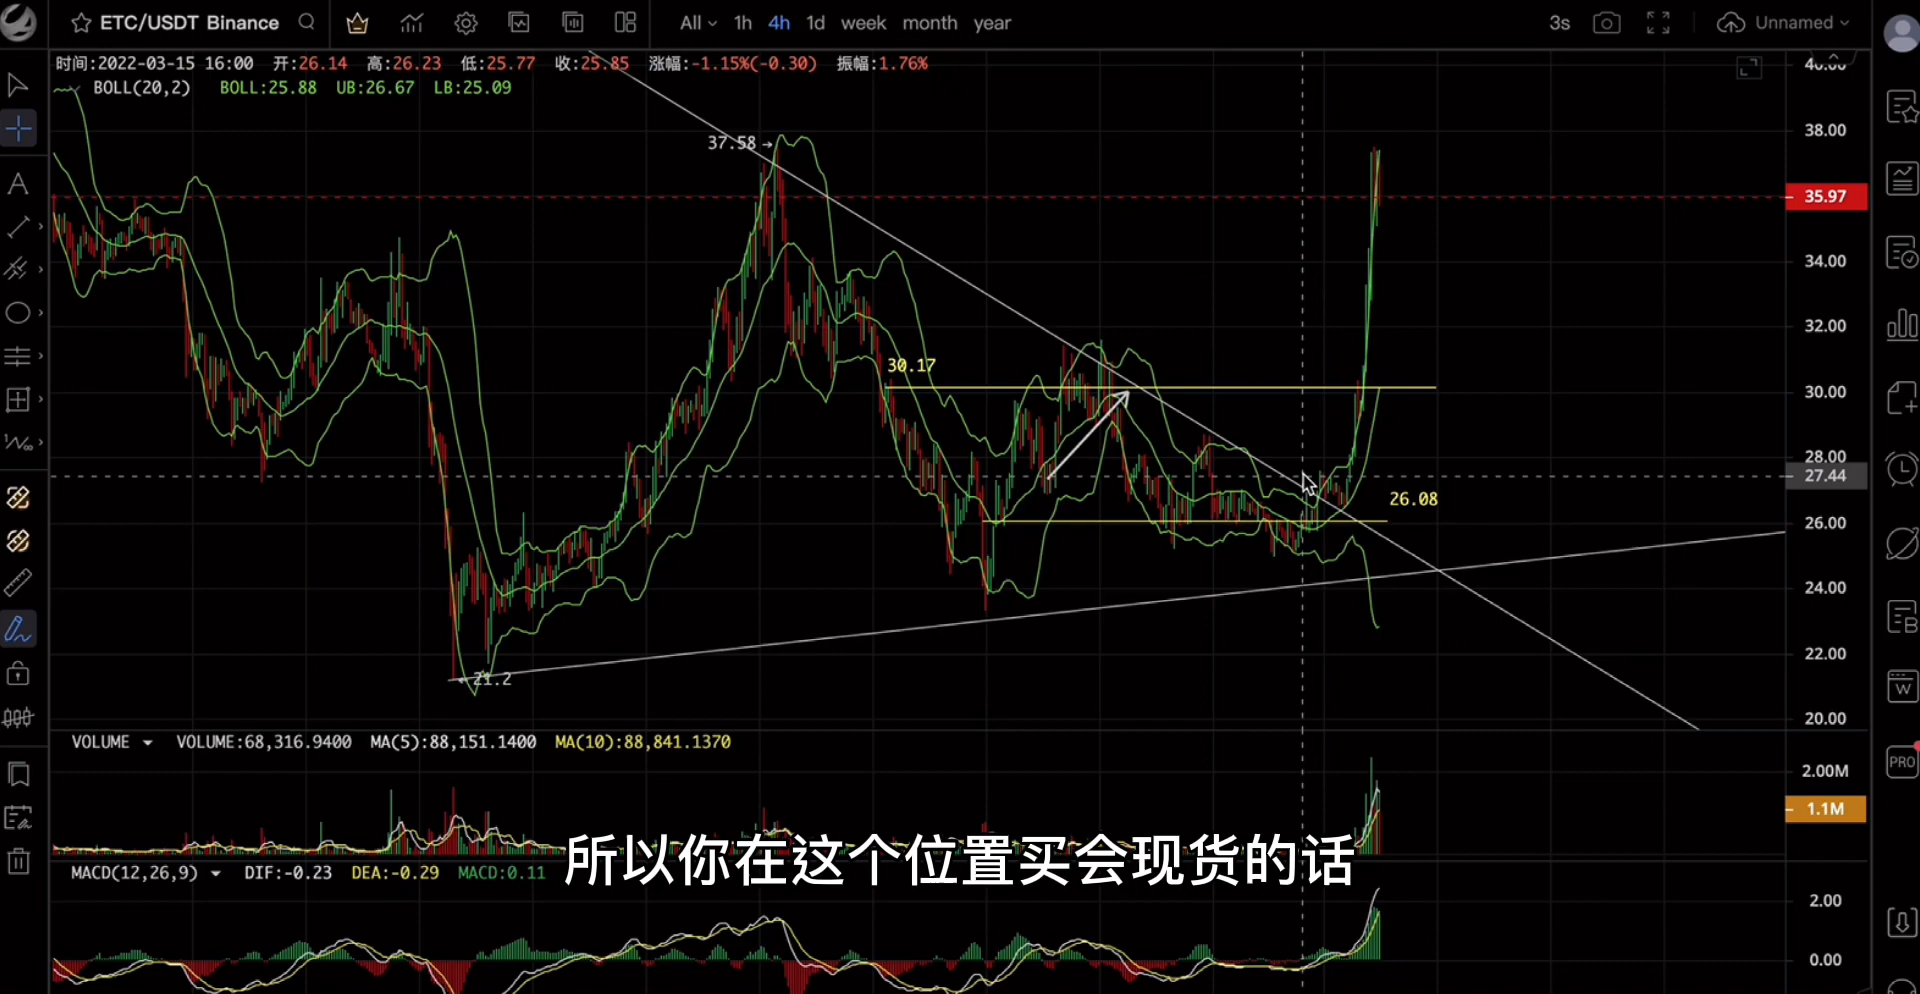 ETC/USDT Binance All 1h 4h 1d week month year 3s Unnamed
时间:2022-03-15 16:00 开:26.14 高:26.23 低:25.77 收:25.85 涨幅:-1.15%(-0.30) 振幅:1.76%
BOLL(20,2) BOLL:25.88 UB:26.67 LB:25.09
40.00
38.00
37.58
35.97
34.00
32.00
30.17
30.00
28.00
27.44
26.08
26.00
24.00
22.00
21.2
20.00
VOLUME VOLUME:68,316.9400 MA(5):88,151.1400 MA(10):88,841.1370
2.00M
1.1M
所以你在这个位置买会现货的话
MACD(12,26,9) DIF:-0.23 DEA:-0.29 MACD:0.11
2.00
0.00
A
B
W
PRO